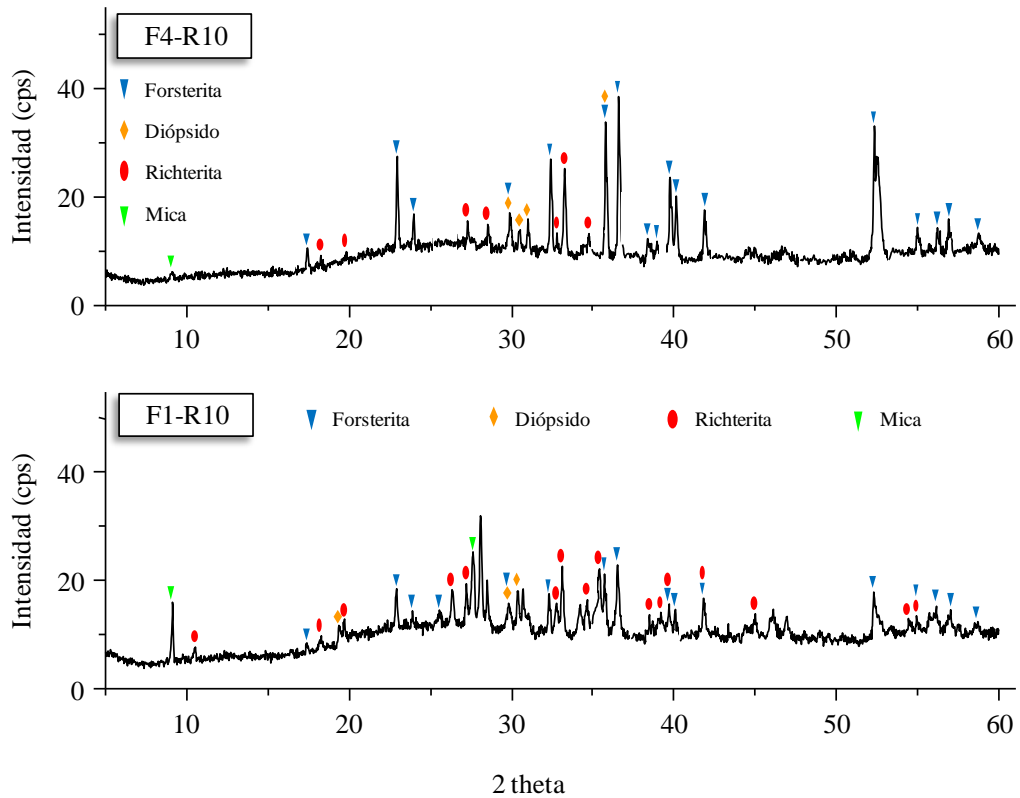 F4-R10
Forsterita
Diópsido
Richterita
Mica
Intensidad (cps)
40
20
0
10 20 30 40 50 60
F1-R10
Forsterita Diópsido Richterita Mica
Intensidad (cps)
40
20
0
10 20 30 40 50 60
2 theta